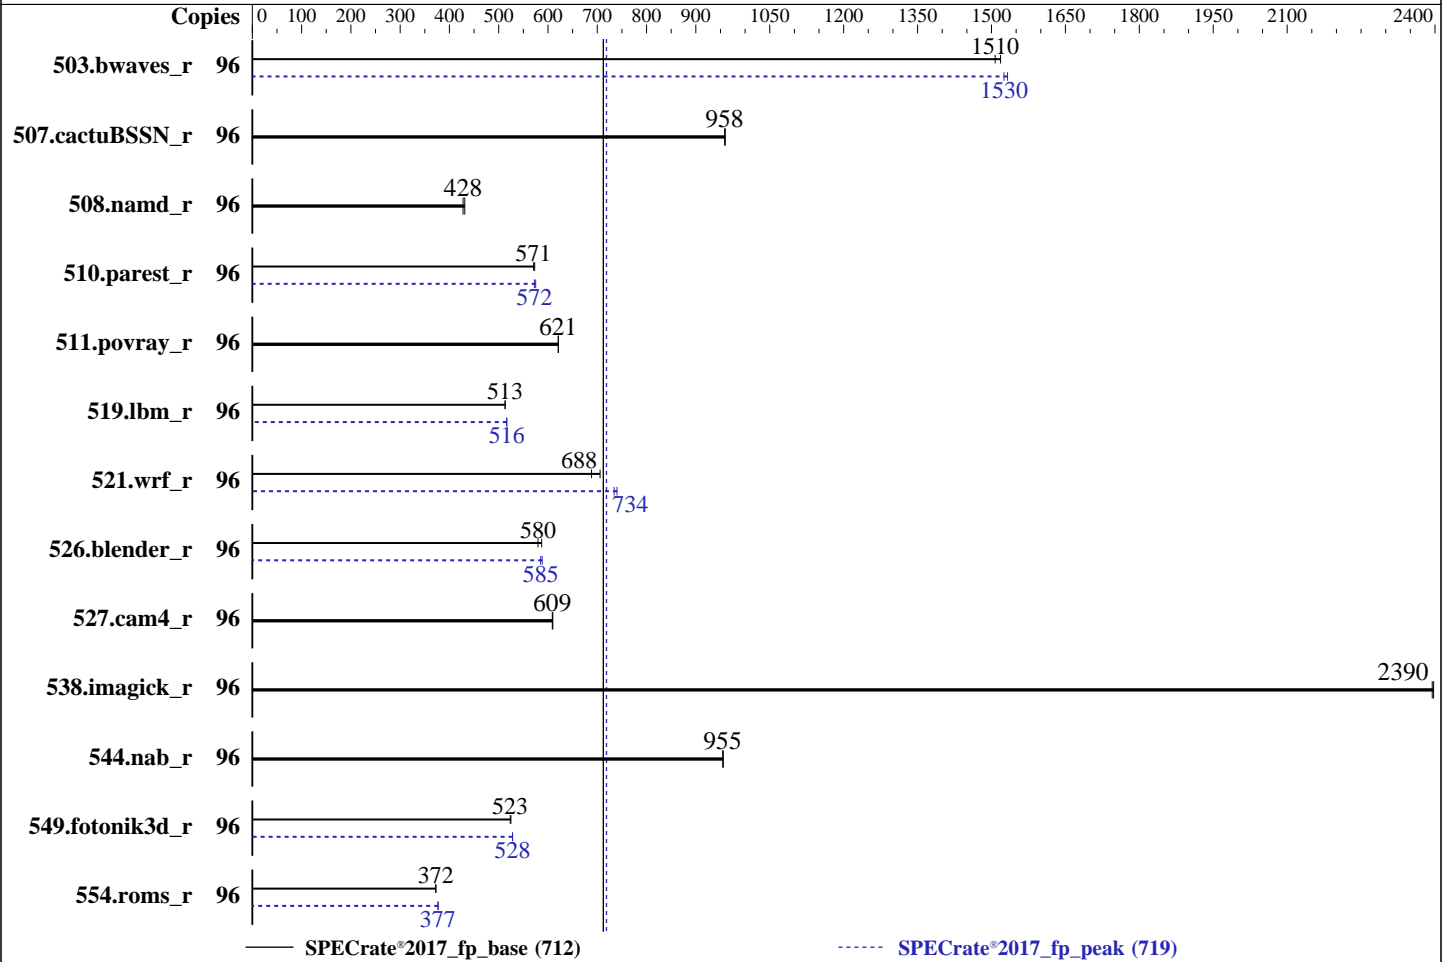 Copies 0 100 200 300 400 500 600 700 800 900 1050 1200 1350 1500 1650 1800 1950 2100 2400
1510
503.bwaves_r 96
1530
958
507.cactuBSSN_r 96
428
508.namd_r 96
571
510.parest_r 96
572
621
511.povray_r 96
513
519.lbm_r 96
516
688
521.wrf_r 96
734
580
526.blender_r 96
585
609
527.cam4_r 96
2390
538.imagick_r 96
955
544.nab_r 96
523
549.fotonik3d_r 96
528
372
554.roms_r 96
377
SPECrate®2017_fp_base (712) SPECrate®2017_fp_peak (719)